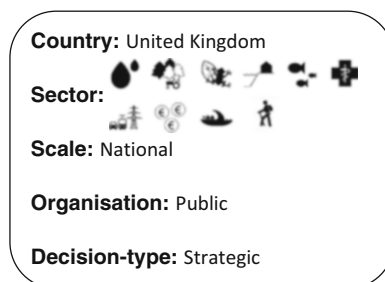 Country: United Kingdom
Sector:
Scale: National
Organisation: Public
Decision-type: Strategic